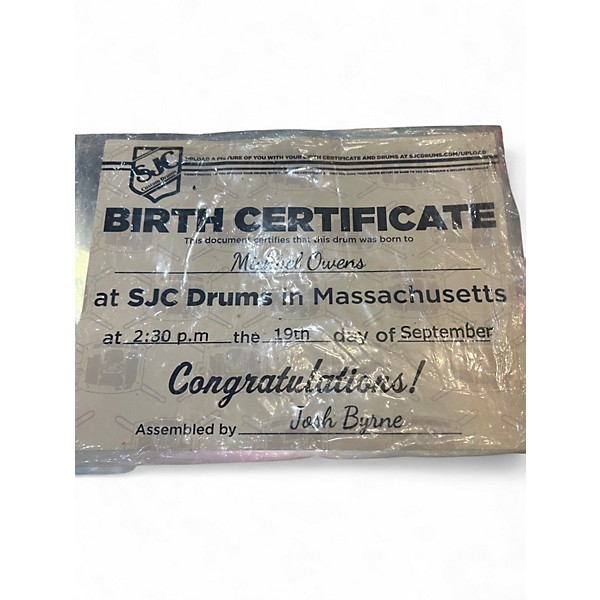 SJC
Custom Drums
UPLOAD A PICTURE OF YOU WITH YOUR BIRTH CERTIFICATE AND DRUMS AT SJCDRUMS.COM/UPLOAD
BIRTH CERTIFICATE
This document certifies that this drum was born to
Michael Owens
at SJC Drums in Massachusetts
at 2:30 p.m the 19th day of September
Congratulations!
Assembled by Josh Byrne